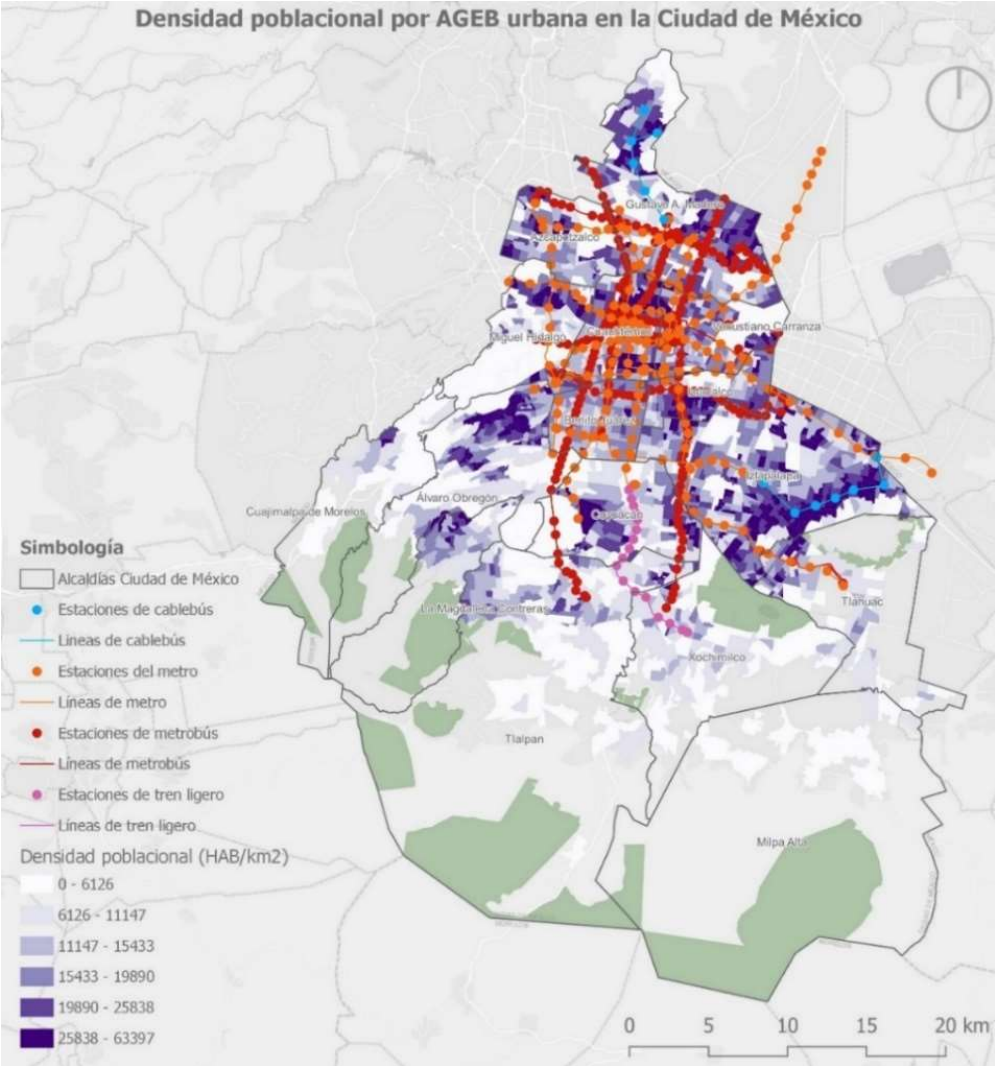 Densidad poblacional por AGEB urbana en la Ciudad de México
Gustavo A. Madero
Azcapotzalco
Venustiano Carranza
Miguel Hidalgo
Cuauhtémoc
Iztacalco
Benito Juárez
Iztapalapa
Álvaro Obregón
Coyoacán
Cuajimalpa de Morelos
Tláhuac
La Magdalena Contreras
Xochimilco
Tlalpan
Milpa Alta
Simbología
Alcaldías Ciudad de México
Estaciones de cablebús
Líneas de cablebús
Estaciones del metro
Líneas de metro
Estaciones de metrobús
Líneas de metrobús
Estaciones de tren ligero
Líneas de tren ligero
Densidad poblacional (HAB/km2)
0 - 6126
6126 - 11147
11147 - 15433
15433 - 19890
19890 - 25838
25838 - 63397
0 5 10 15 20 km